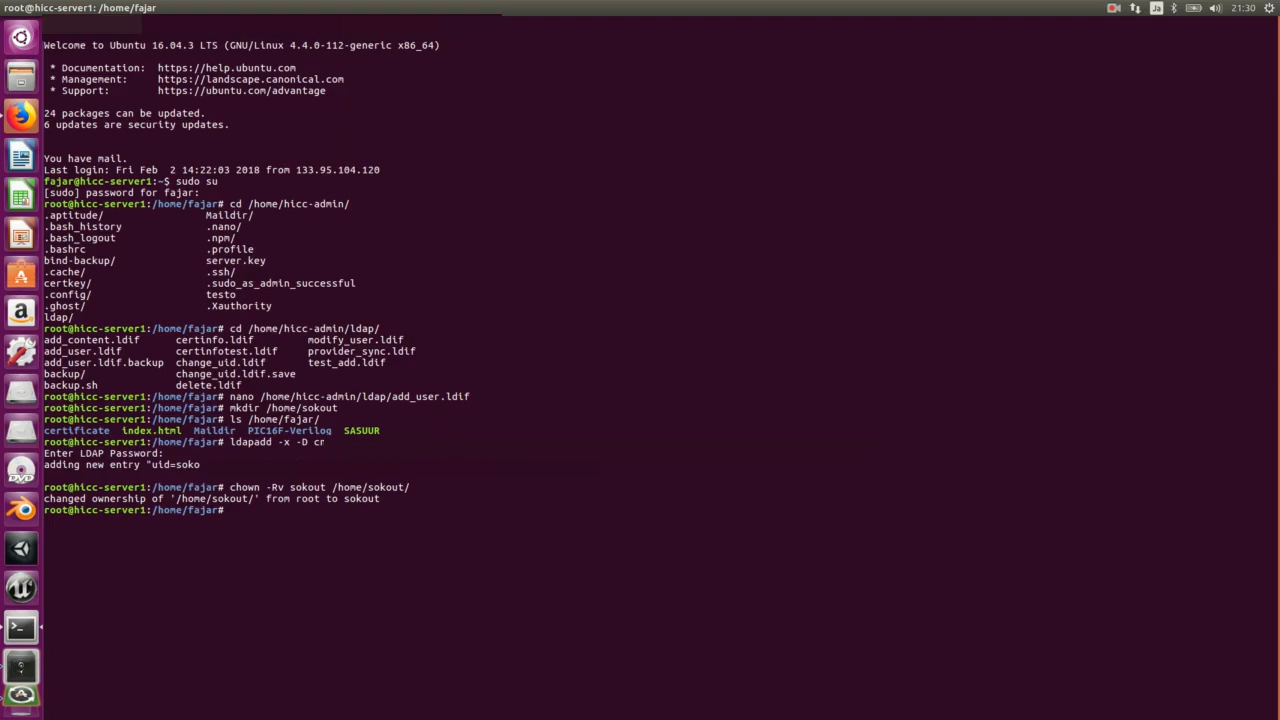 root@hicc-server1: /home/fajar
Ja
21:30
Welcome to Ubuntu 16.04.3 LTS (GNU/Linux 4.4.0-112-generic x86_64)
* Documentation:  https://help.ubuntu.com
* Management:     https://landscape.canonical.com
* Support:        https://ubuntu.com/advantage
24 packages can be updated.
6 updates are security updates.
You have mail.
Last login: Fri Feb  2 14:22:03 2018 from 133.95.104.120
fajar@hicc-server1:~$ sudo su
[sudo] password for fajar:
root@hicc-server1:/home/fajar# cd /home/hicc-admin/
.aptitude/ Maildir/
.bash_history .nano/
.bash_logout .npm/
.bashrc .profile
bind-backup/ server.key
.cache/ .ssh/
certkey/ .sudo_as_admin_successful
.config/ testo
.ghost/ .Xauthority
ldap/
root@hicc-server1:/home/fajar# cd /home/hicc-admin/ldap/
add_content.ldif certinfo.ldif modify_user.ldif
add_user.ldif certinfotest.ldif provider_sync.ldif
add_user.ldif.backup change_uid.ldif test_add.ldif
backup/ change_uid.ldif.save
backup.sh delete.ldif
root@hicc-server1:/home/fajar# nano /home/hicc-admin/ldap/add_user.ldif
root@hicc-server1:/home/fajar# mkdir /home/sokout
root@hicc-server1:/home/fajar# ls /home/fajar/
certificate index.html Maildir PIC16F-Verilog SASUUR
root@hicc-server1:/home/fajar# ldapadd -x -D
Enter LDAP Password:
adding new entry "uid=soko
root@hicc-server1:/home/fajar# chown -Rv sokout /home/sokout/
changed ownership of '/home/sokout/' from root to sokout
root@hicc-server1:/home/fajar#